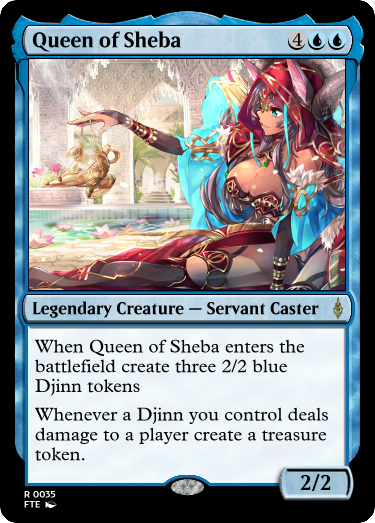 Queen of Sheba 4
Legendary Creature — Servant Caster
When Queen of Sheba enters the
battlefield create three 2/2 blue
Djinn tokens
Whenever a Djinn you control deals
damage to a player create a treasure
token.
2/2
R 0035
FTE